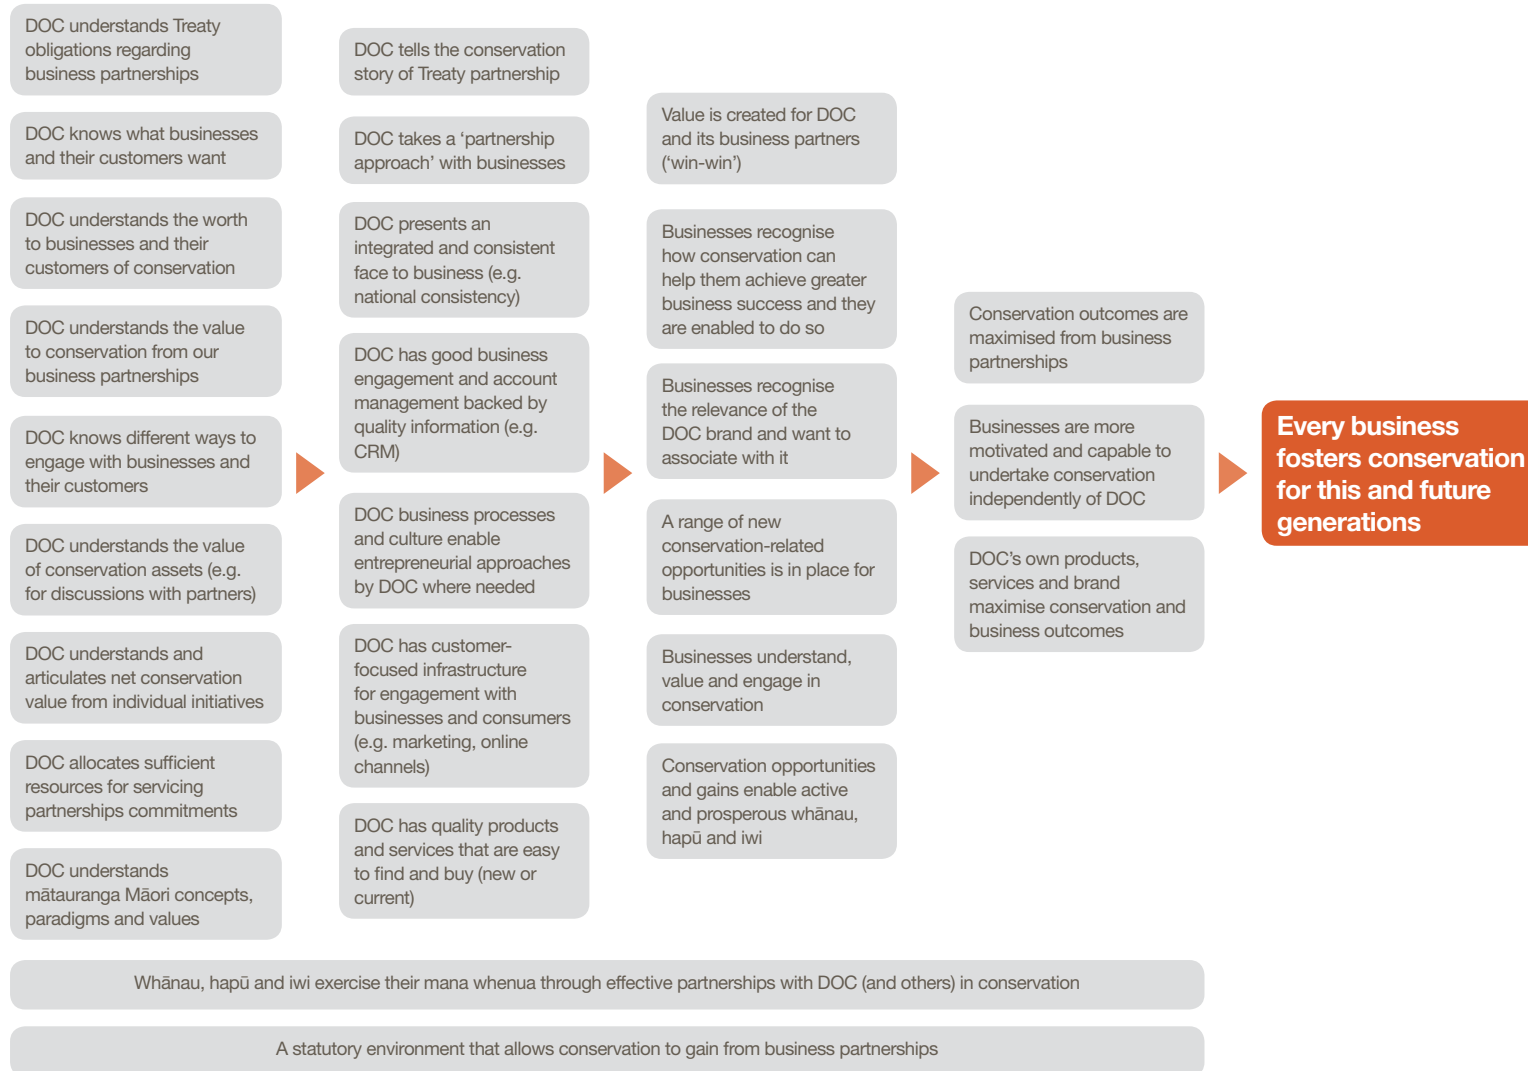 DOC understands Treaty
obligations regarding
business partnerships
DOC knows what businesses
and their customers want
DOC understands the worth
to businesses and their
customers of conservation
DOC understands the value
to conservation from our
business partnerships
DOC knows different ways to
engage with businesses and
their customers
DOC understands the value
of conservation assets (e.g.
for discussions with partners)
DOC understands and
articulates net conservation
value from individual initiatives
DOC allocates sufficient
resources for servicing
partnerships commitments
DOC understands
mātauranga Māori concepts,
paradigms and values
DOC tells the conservation
story of Treaty partnership
DOC takes a ‘partnership
approach’ with businesses
DOC presents an
integrated and consistent
face to business (e.g.
national consistency)
DOC has good business
engagement and account
management backed by
quality information (e.g.
CRM)
DOC business processes
and culture enable
entrepreneurial approaches
by DOC where needed
DOC has customer-
focused infrastructure
for engagement with
businesses and consumers
(e.g. marketing, online
channels)
DOC has quality products
and services that are easy
to find and buy (new or
current)
Value is created for DOC
and its business partners
(‘win-win’)
Businesses recognise
how conservation can
help them achieve greater
business success and they
are enabled to do so
Businesses recognise
the relevance of the
DOC brand and want to
associate with it
A range of new
conservation-related
opportunities is in place for
businesses
Businesses understand,
value and engage in
conservation
Conservation opportunities
and gains enable active
and prosperous whānau,
hapū and iwi
Conservation outcomes are
maximised from business
partnerships
Businesses are more
motivated and capable to
undertake conservation
independently of DOC
DOC’s own products,
services and brand
maximise conservation and
business outcomes
Every business
fosters conservation
for this and future
generations
Whānau, hapū and iwi exercise their mana whenua through effective partnerships with DOC (and others) in conservation
A statutory environment that allows conservation to gain from business partnerships